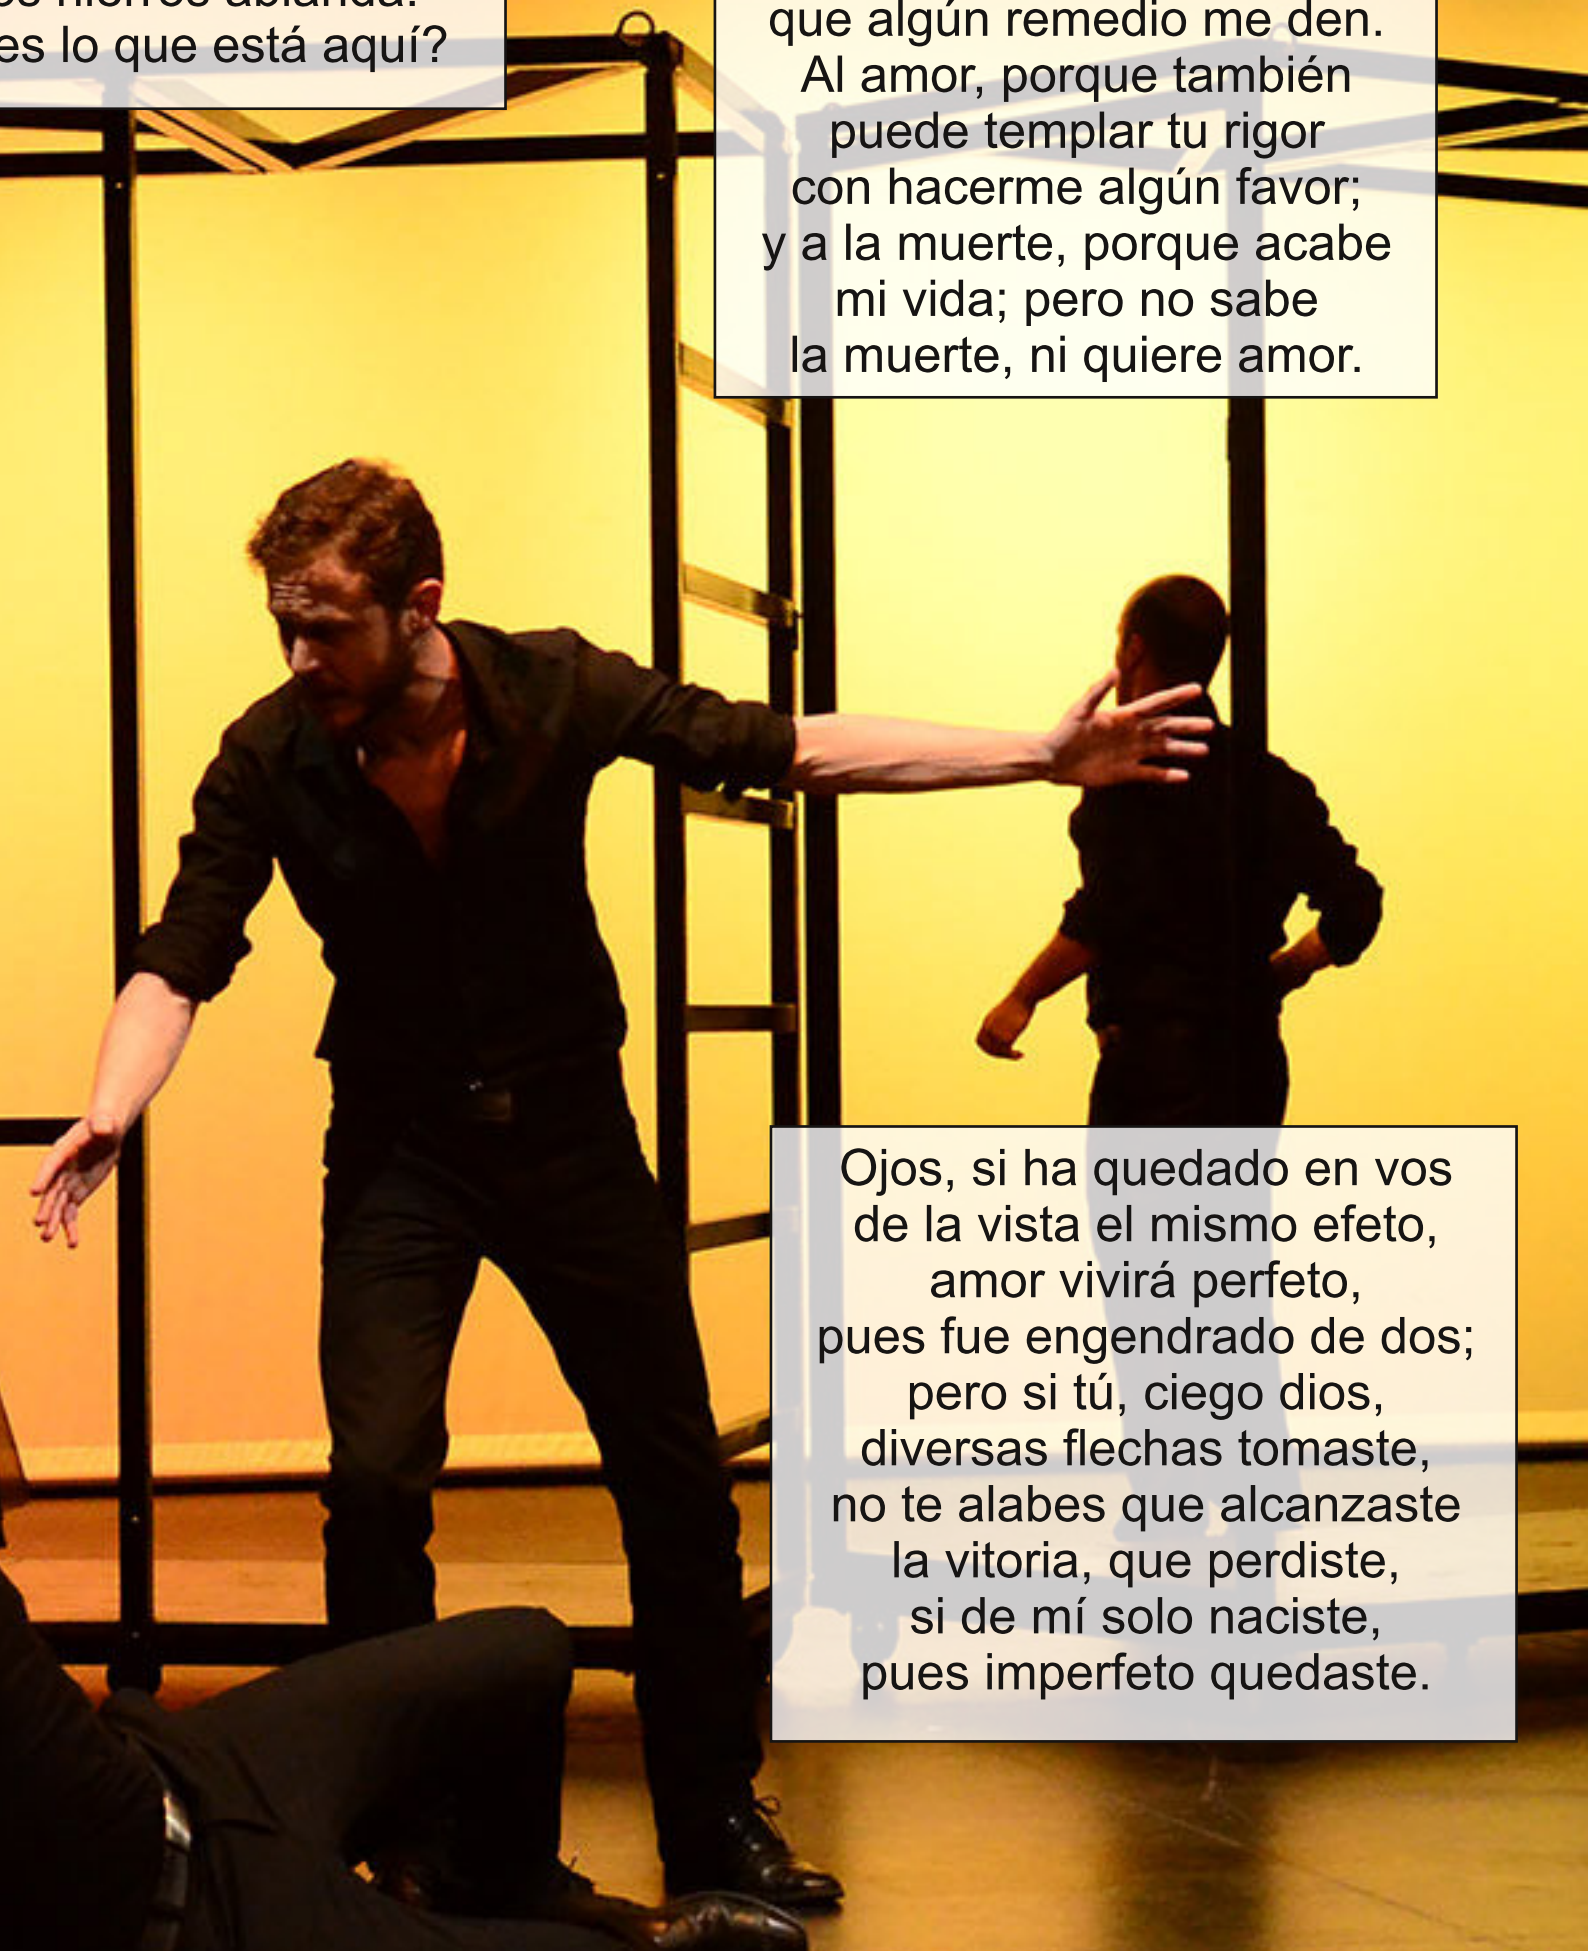 ablanda.
es lo que está aquí?
que algún remedio me den.
Al amor, porque también
puede templar tu rigor
con hacerme algún favor;
y a la muerte, porque acabe
mi vida; pero no sabe
la muerte, ni quiere amor.
Ojos, si ha quedado en vos
de la vista el mismo efeto,
amor vivirá perfeto,
pues fue engendrado de dos;
pero si tú, ciego dios,
diversas flechas tomaste,
no te alabes que alcanzaste
la vitoria, que perdiste,
si de mí solo naciste,
pues imperfeto quedaste.